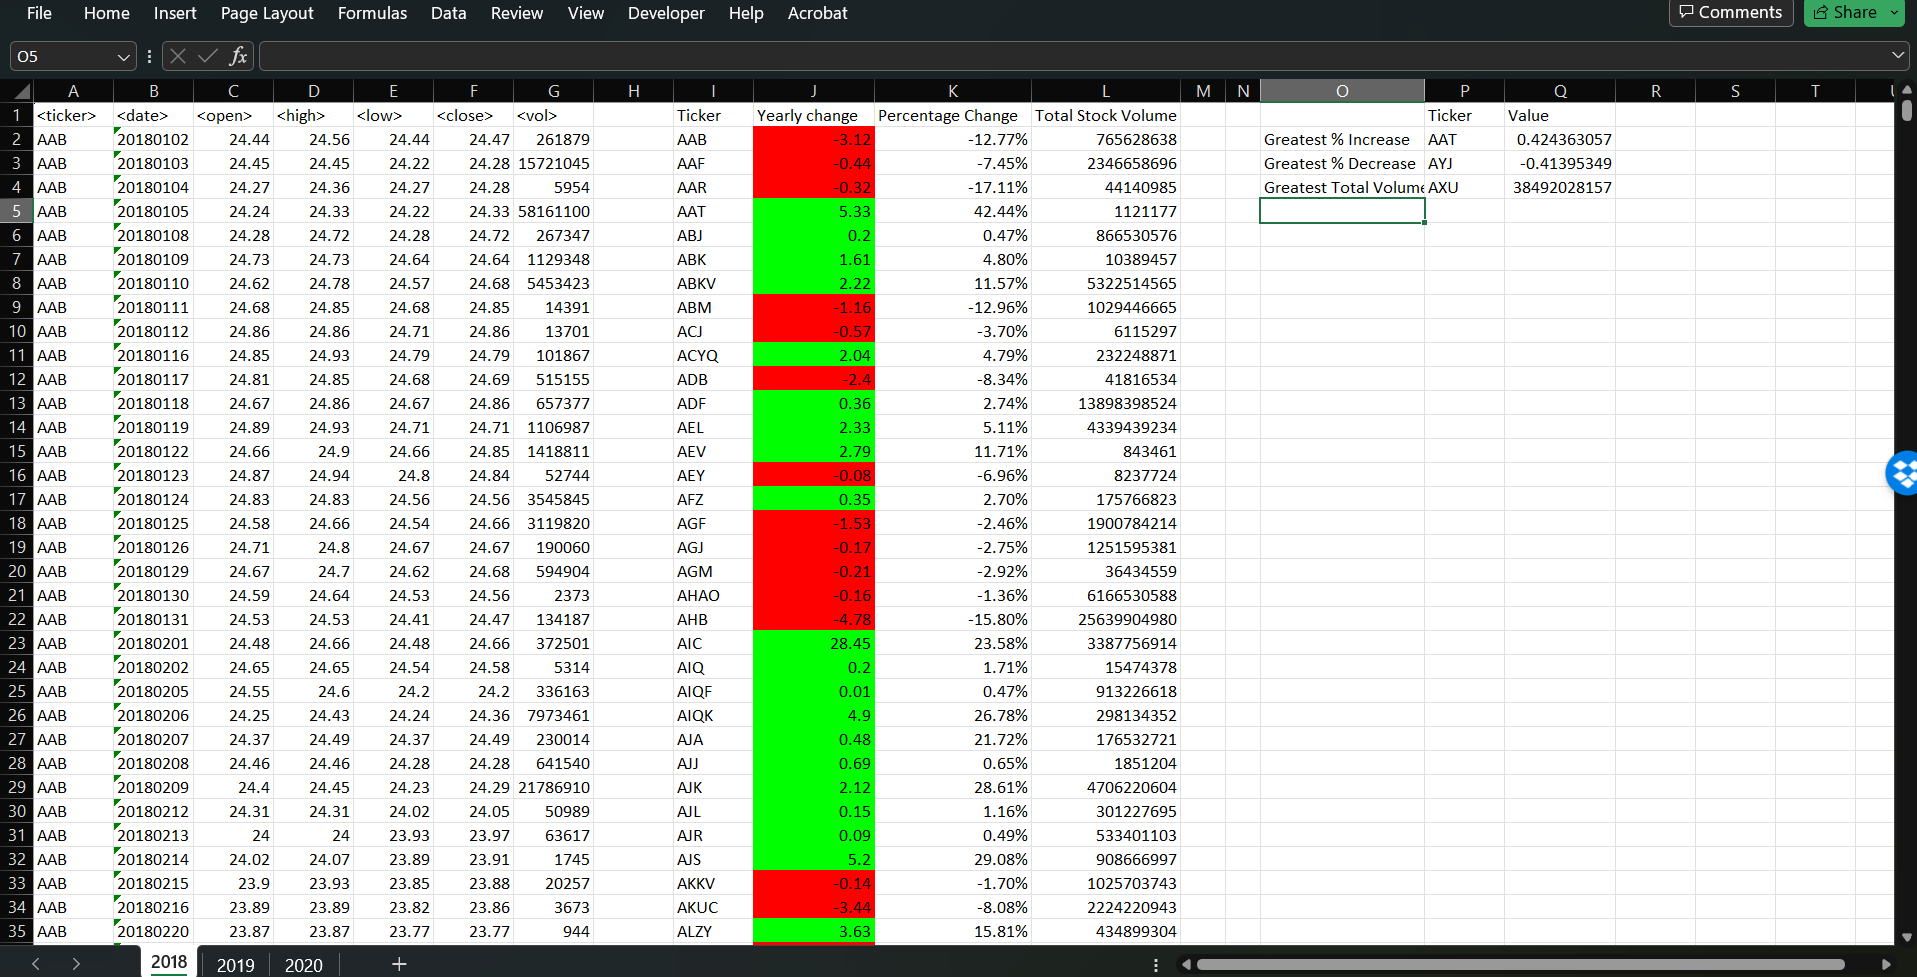 File Home Insert Page Layout Formulas Data Review View Developer Help Acrobat Comments Share
O5 fx
A B C D E F G H I J K L M N O P Q R S T
1 <ticker> <date> <open> <high> <low> <close> <vol> Ticker Yearly change Percentage Change Total Stock Volume Ticker Value
2 AAB 20180102 24.44 24.56 24.44 24.47 261879 AAB -3.12 -12.77% 765628638 Greatest % Increase AAT 0.424363057
3 AAB 20180103 24.45 24.45 24.22 24.28 15721045 AAF -0.44 -7.45% 2346658696 Greatest % Decrease AYJ -0.41395349
4 AAB 20180104 24.27 24.36 24.27 24.28 5954 AAR -0.32 -17.11% 44140985 Greatest Total Volume AXU 38492028157
5 AAB 20180105 24.24 24.33 24.22 24.33 58161100 AAT 5.33 42.44% 1121177
6 AAB 20180108 24.28 24.72 24.28 24.72 267347 ABJ 0.2 0.47% 866530576
7 AAB 20180109 24.73 24.73 24.64 24.64 1129348 ABK 1.61 4.80% 10389457
8 AAB 20180110 24.62 24.78 24.57 24.68 5453423 ABKV 2.22 11.57% 5322514565
9 AAB 20180111 24.68 24.85 24.68 24.85 14391 ABM -1.16 -12.96% 1029446665
10 AAB 20180112 24.86 24.86 24.71 24.86 13701 ACJ -0.57 -3.70% 6115297
11 AAB 20180116 24.85 24.93 24.79 24.79 101867 ACYQ 2.04 4.79% 232248871
12 AAB 20180117 24.81 24.85 24.68 24.69 515155 ADB -2.4 -8.34% 41816534
13 AAB 20180118 24.67 24.86 24.67 24.86 657377 ADF 0.36 2.74% 13898398524
14 AAB 20180119 24.89 24.93 24.71 24.71 1106987 AEL 2.33 5.11% 4339439234
15 AAB 20180122 24.66 24.9 24.66 24.85 1418811 AEV 2.79 11.71% 843461
16 AAB 20180123 24.87 24.94 24.8 24.84 52744 AEY -0.08 -6.96% 8237724
17 AAB 20180124 24.83 24.83 24.56 24.56 3545845 AFZ 0.35 2.70% 175766823
18 AAB 20180125 24.58 24.66 24.54 24.66 3119820 AGF -1.53 -2.46% 1900784214
19 AAB 20180126 24.71 24.8 24.67 24.67 190060 AGJ -0.17 -2.75% 1251595381
20 AAB 20180129 24.67 24.7 24.62 24.68 594904 AGM -0.21 -2.92% 36434559
21 AAB 20180130 24.59 24.64 24.53 24.56 2373 AHAO -0.16 -1.36% 6166530588
22 AAB 20180131 24.53 24.53 24.41 24.47 134187 AHB -4.78 -15.80% 25639904980
23 AAB 20180201 24.48 24.66 24.48 24.66 372501 AIC 28.45 23.58% 3387756914
24 AAB 20180202 24.65 24.65 24.54 24.58 5314 AIQ 0.2 1.71% 15474378
25 AAB 20180205 24.55 24.6 24.2 24.2 336163 AIQF 0.01 0.47% 913226618
26 AAB 20180206 24.25 24.43 24.24 24.36 7973461 AIQK 4.9 26.78% 298134352
27 AAB 20180207 24.37 24.49 24.37 24.49 230014 AJA 0.48 21.72% 176532721
28 AAB 20180208 24.46 24.46 24.28 24.28 641540 AJJ 0.69 0.65% 1851204
29 AAB 20180209 24.4 24.45 24.23 24.29 21786910 AJK 2.12 28.61% 4706220604
30 AAB 20180212 24.31 24.31 24.02 24.05 50989 AJL 0.15 1.16% 301227695
31 AAB 20180213 24 24 23.93 23.97 63617 AJR 0.09 0.49% 533401103
32 AAB 20180214 24.02 24.07 23.89 23.91 1745 AJS 5.2 29.08% 908666997
33 AAB 20180215 23.9 23.93 23.85 23.88 20257 AKKV -0.14 -1.70% 1025703743
34 AAB 20180216 23.89 23.89 23.82 23.86 3673 AKUC -3.44 -8.08% 2224220943
35 AAB 20180220 23.87 23.87 23.77 23.77 944 ALZY 3.63 15.81% 434899304
2018 2019 2020